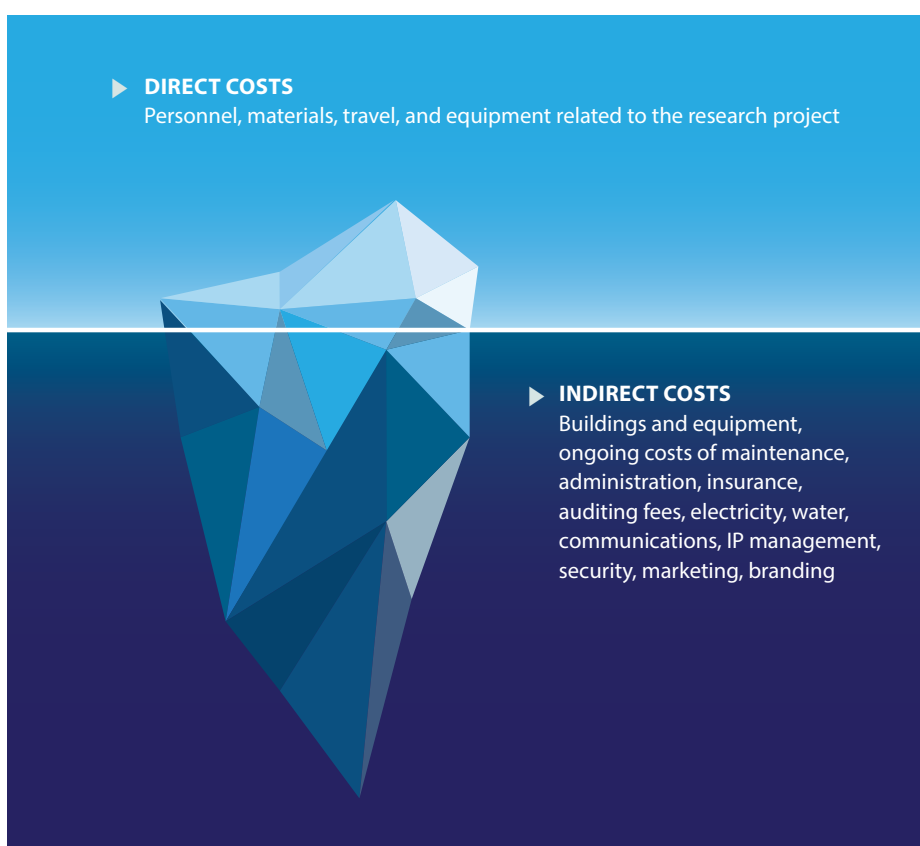 DIRECT COSTS
Personnel, materials, travel, and equipment related to the research project
INDIRECT COSTS
Buildings and equipment,
ongoing costs of maintenance,
administration, insurance,
auditing fees, electricity, water,
communications, IP management,
security, marketing, branding